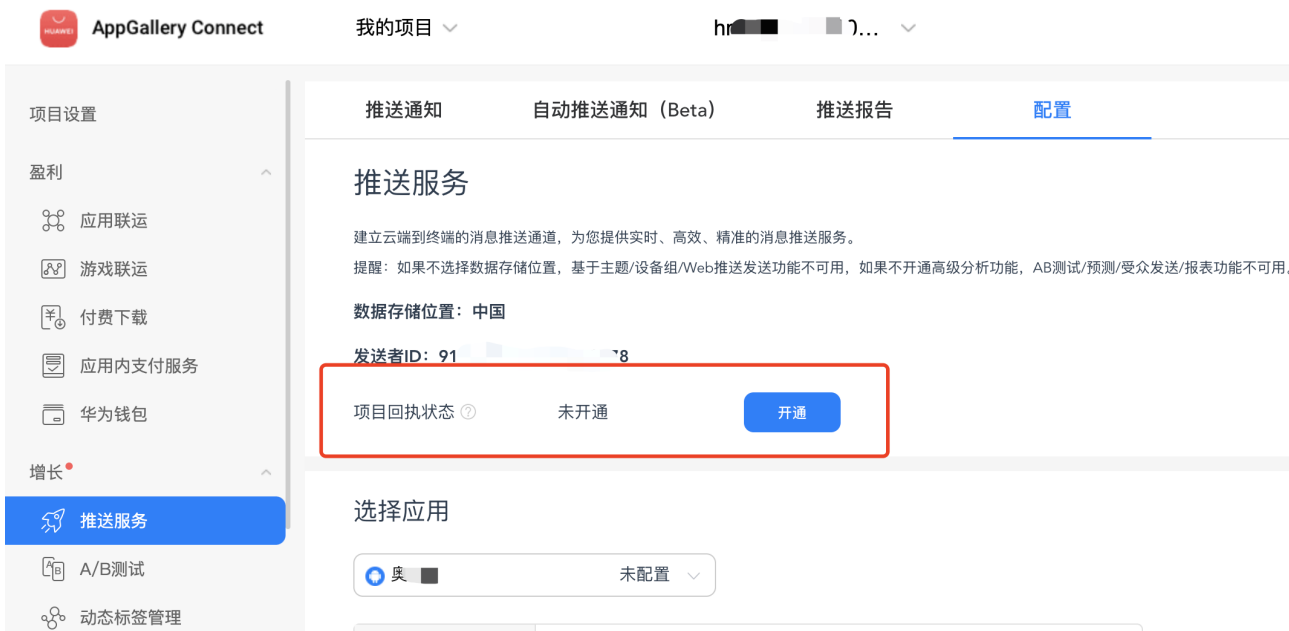 HUAWEI AppGallery Connect 我的项目
项目设置
盈利
应用联运
游戏联运
付费下载
应用内支付服务
华为钱包
增长
推送服务
A/B测试
动态标签管理
推送通知 自动推送通知（Beta） 推送报告 配置
推送服务
建立云端到终端的消息推送通道，为您提供实时、高效、精准的消息推送服务。
提醒：如果不选择数据存储位置，基于主题/设备组/Web推送发送功能不可用，如果不开通高级分析功能，AB测试/预测/受众发送/报表功能不可用。
数据存储位置：中国
发送者ID：91 78
项目回执状态 ? 未开通 开通
选择应用
奥 未配置